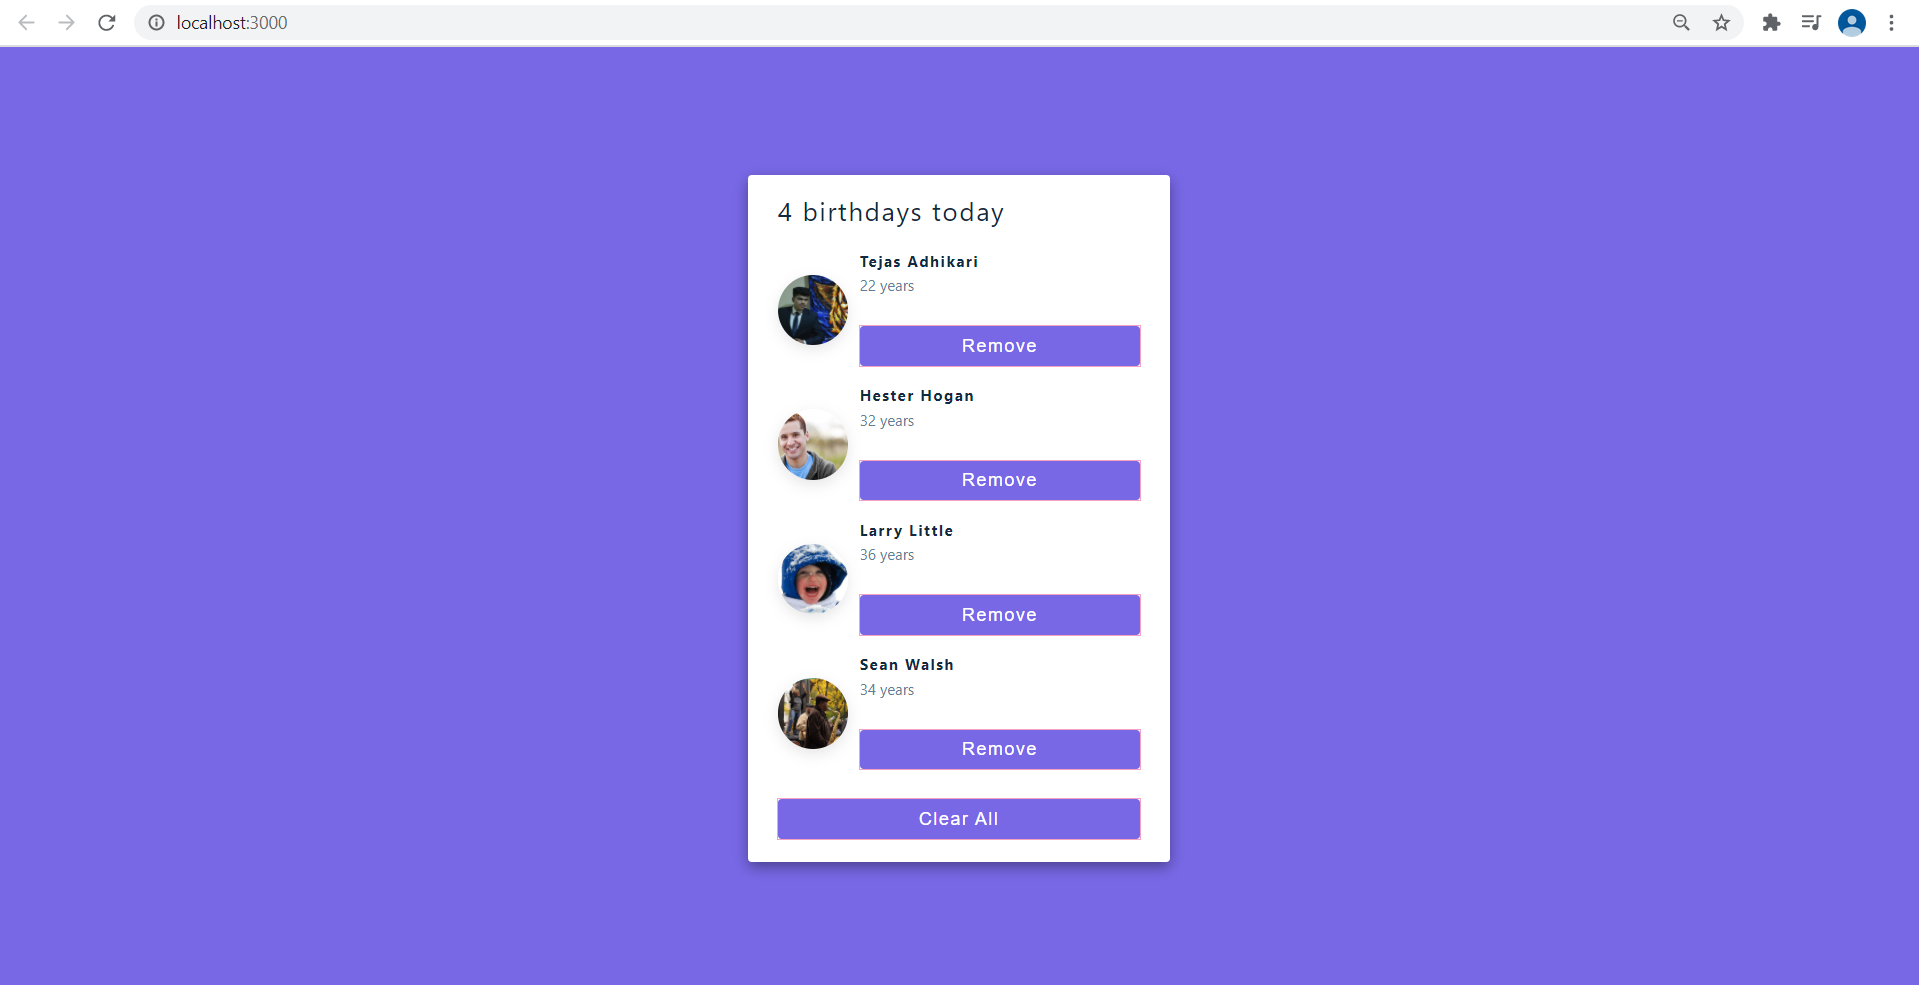 localhost:3000
4 birthdays today
Tejas Adhikari
22 years
Remove
Hester Hogan
32 years
Remove
Larry Little
36 years
Remove
Sean Walsh
34 years
Remove
Clear All